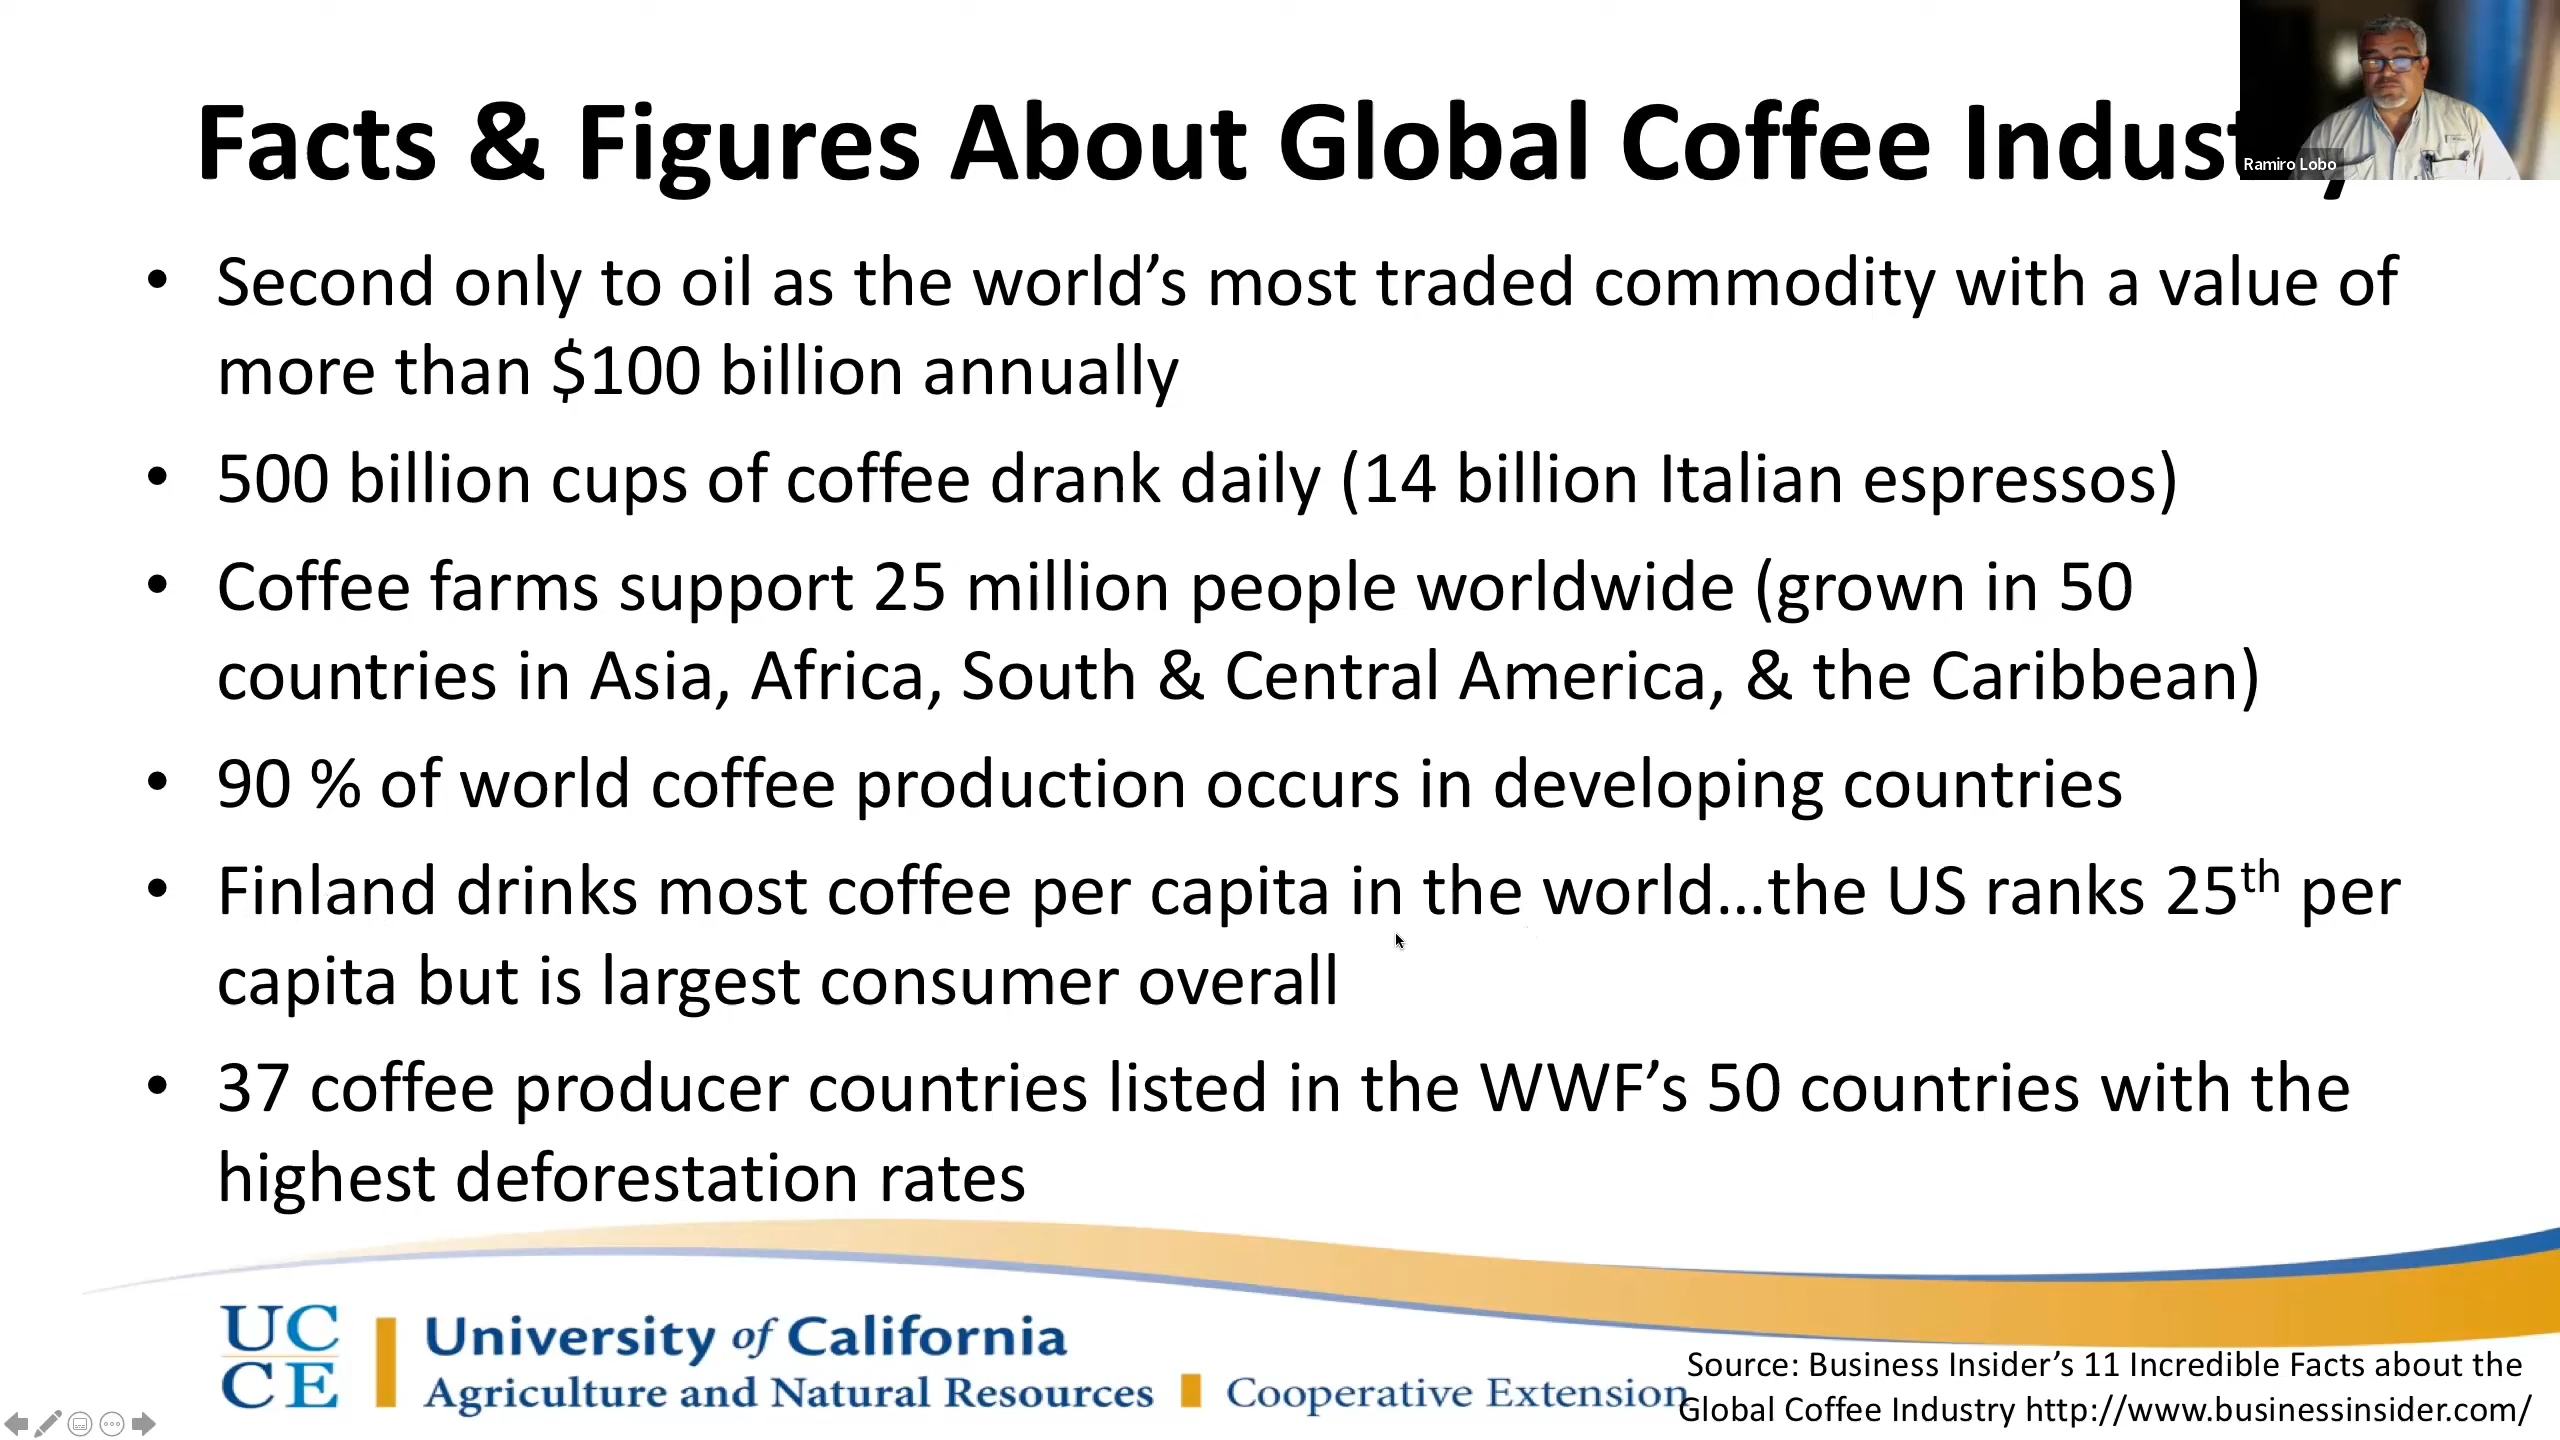 Facts & Figures About Global Coffee Indust
Ramiro Lobo
• Second only to oil as the world’s most traded commodity with a value of
more than $100 billion annually
• 500 billion cups of coffee drank daily (14 billion Italian espressos)
• Coffee farms support 25 million people worldwide (grown in 50
countries in Asia, Africa, South & Central America, & the Caribbean)
• 90 % of world coffee production occurs in developing countries
• Finland drinks most coffee per capita in the world...the US ranks 25th per
capita but is largest consumer overall
• 37 coffee producer countries listed in the WWF’s 50 countries with the
highest deforestation rates
UC
CE
University of California
Agriculture and Natural Resources
Cooperative Extension
Source: Business Insider’s 11 Incredible Facts about the
Global Coffee Industry http://www.businessinsider.com/